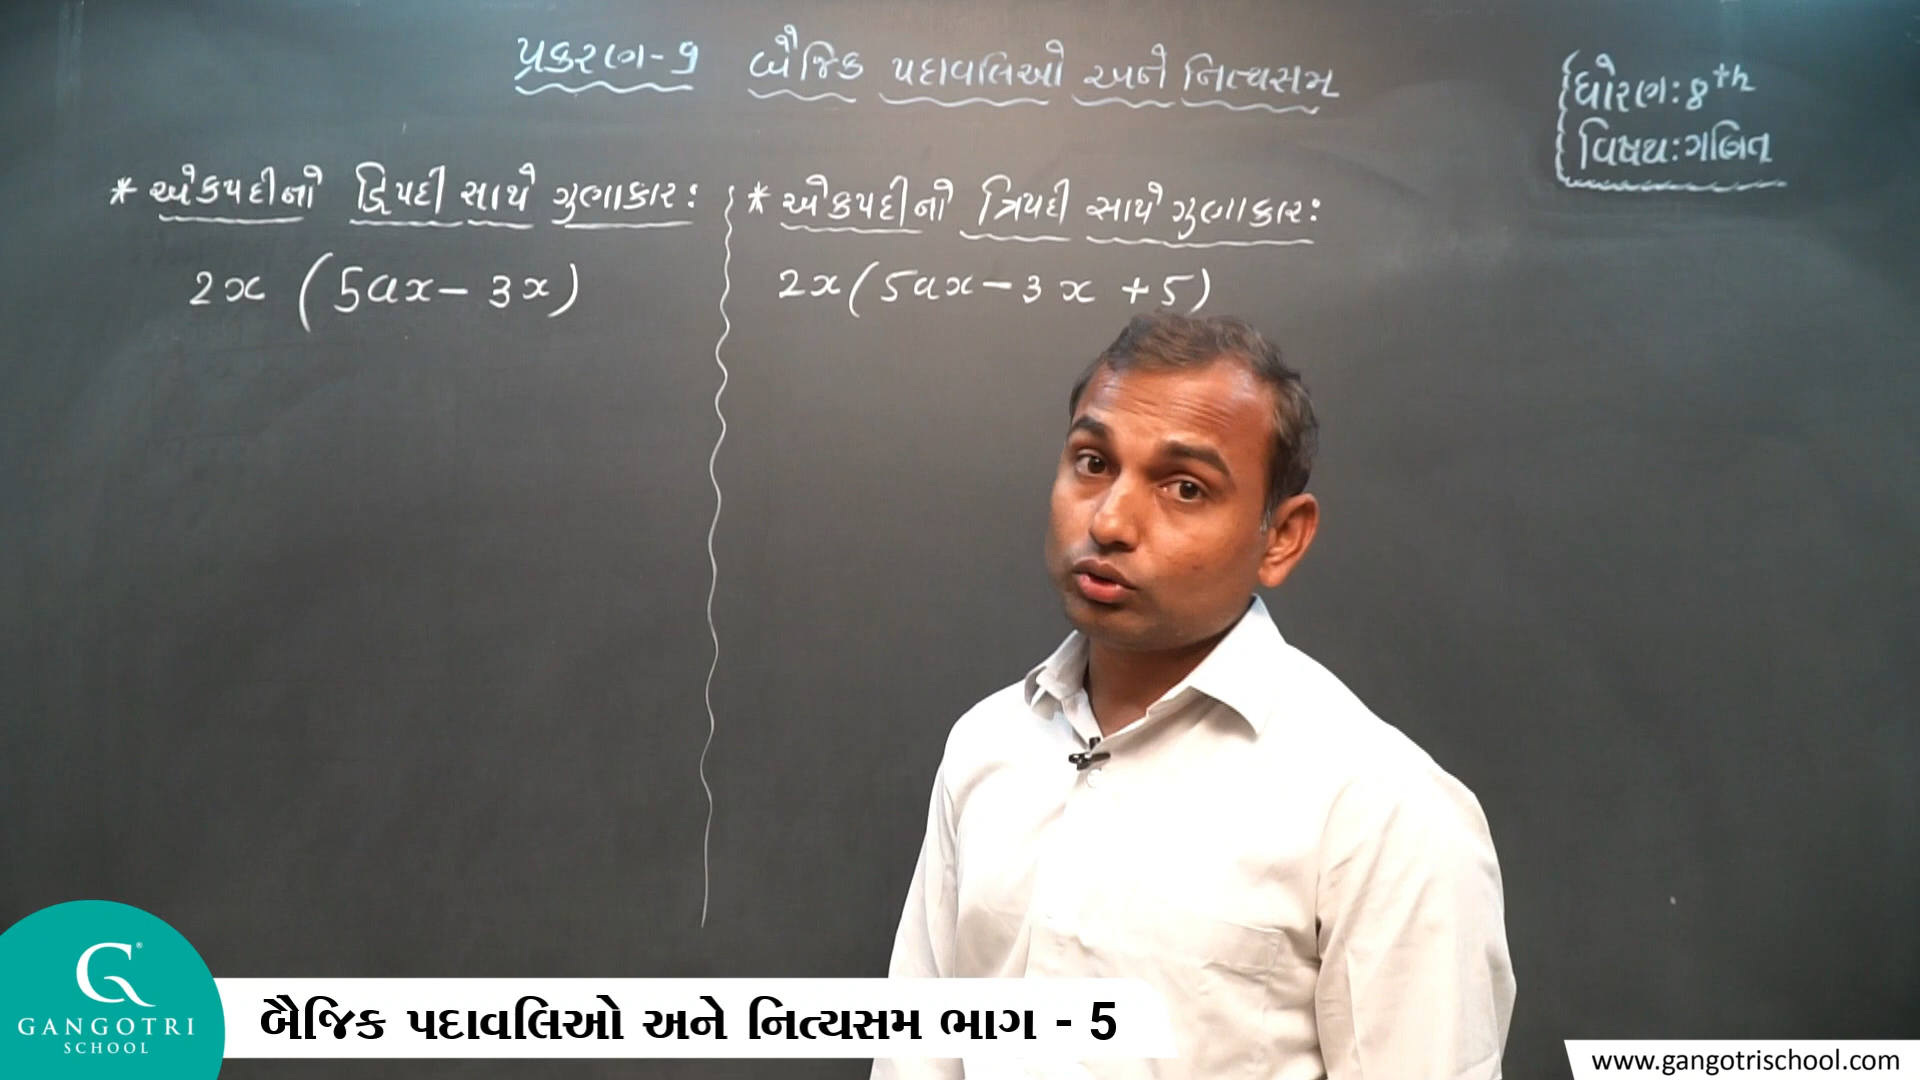 પ્રકરણ-9 બૈજિક પદાવલિઓ અને નિત્યસમ
ધોરણ: 8th
વિષય: ગણિત
* એકપદીનો દ્વિપદી સાથે ગુણાકાર:
2x (5ax - 3x)
* એકપદીનો ત્રિપદી સાથે ગુણાકાર:
2x(5ax - 3x + 5)
G®
GANGOTRI
SCHOOL
બૈજિક પદાવલિઓ અને નિત્યસમ ભાગ - 5
www.gangotrischool.com